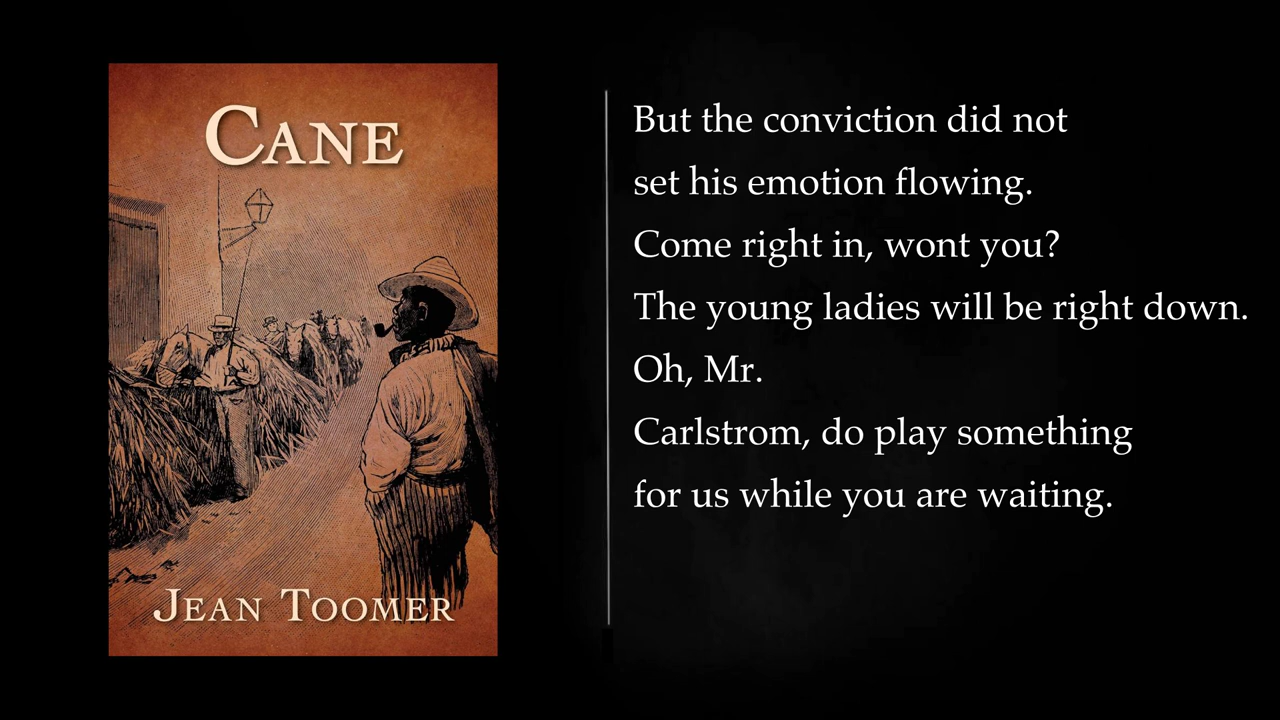 CANE
JEAN TOOMER
But the conviction did not
set his emotion flowing.
Come right in, wont you?
The young ladies will be right down.
Oh, Mr.
Carlstrom, do play something
for us while you are waiting.